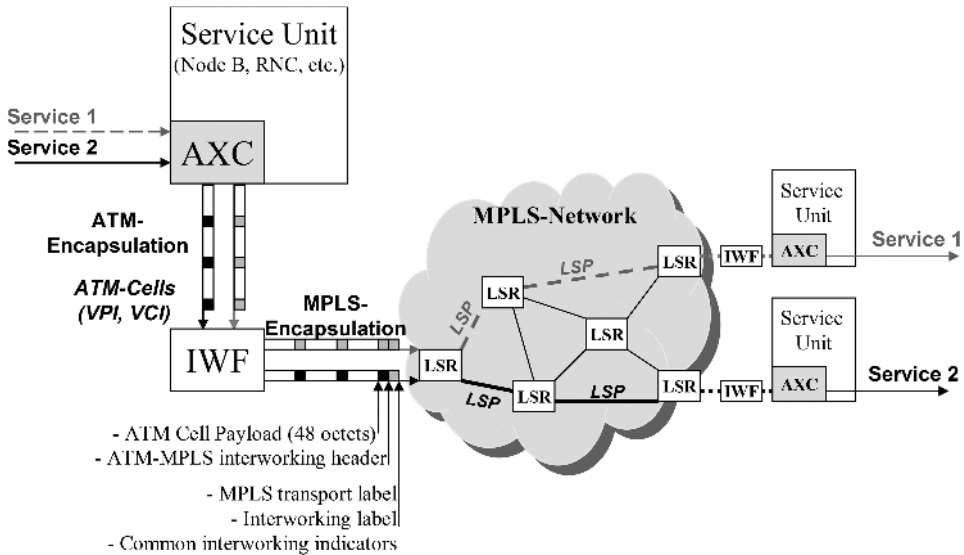 Service Unit
(Node B, RNC, etc.)
Service 1
Service 2
AXC
ATM-
Encapsulation
ATM-Cells
(VPI, VCI)
MPLS-
Encapsulation
IWF
MPLS-Network
LSR
LSP
LSR
LSP
LSR
LSR
LSP
LSR
LSP
LSR
IWF
Service
Unit
AXC
Service 1
IWF
Service
Unit
AXC
Service 2
- ATM Cell Payload (48 octets)
- ATM-MPLS interworking header
- MPLS transport label
- Interworking label
- Common interworking indicators